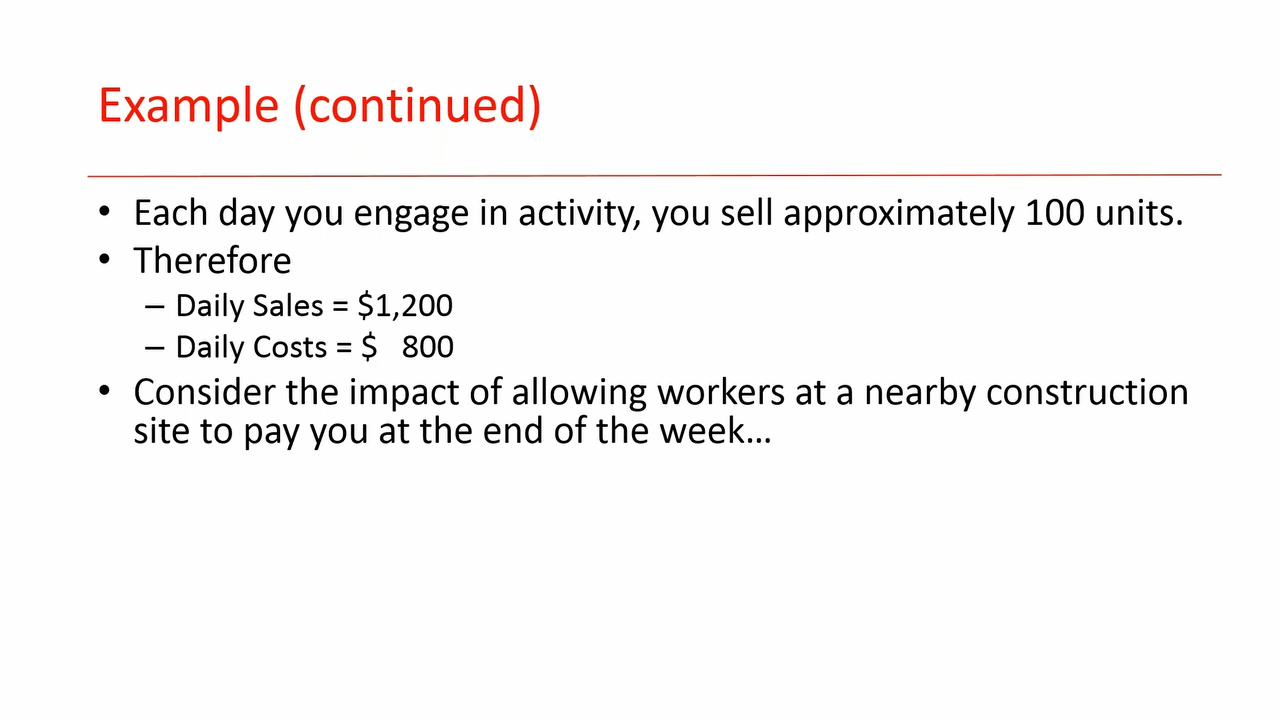 Example (continued)
• Each day you engage in activity, you sell approximately 100 units.
• Therefore
– Daily Sales = $1,200
– Daily Costs = $   800
• Consider the impact of allowing workers at a nearby construction
site to pay you at the end of the week…